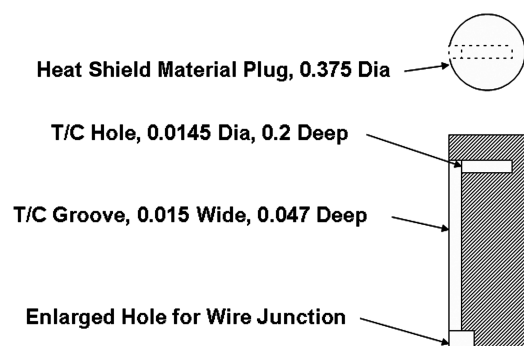 Heat Shield Material Plug, 0.375 Dia
T/C Hole, 0.0145 Dia, 0.2 Deep
T/C Groove, 0.015 Wide, 0.047 Deep
Enlarged Hole for Wire Junction